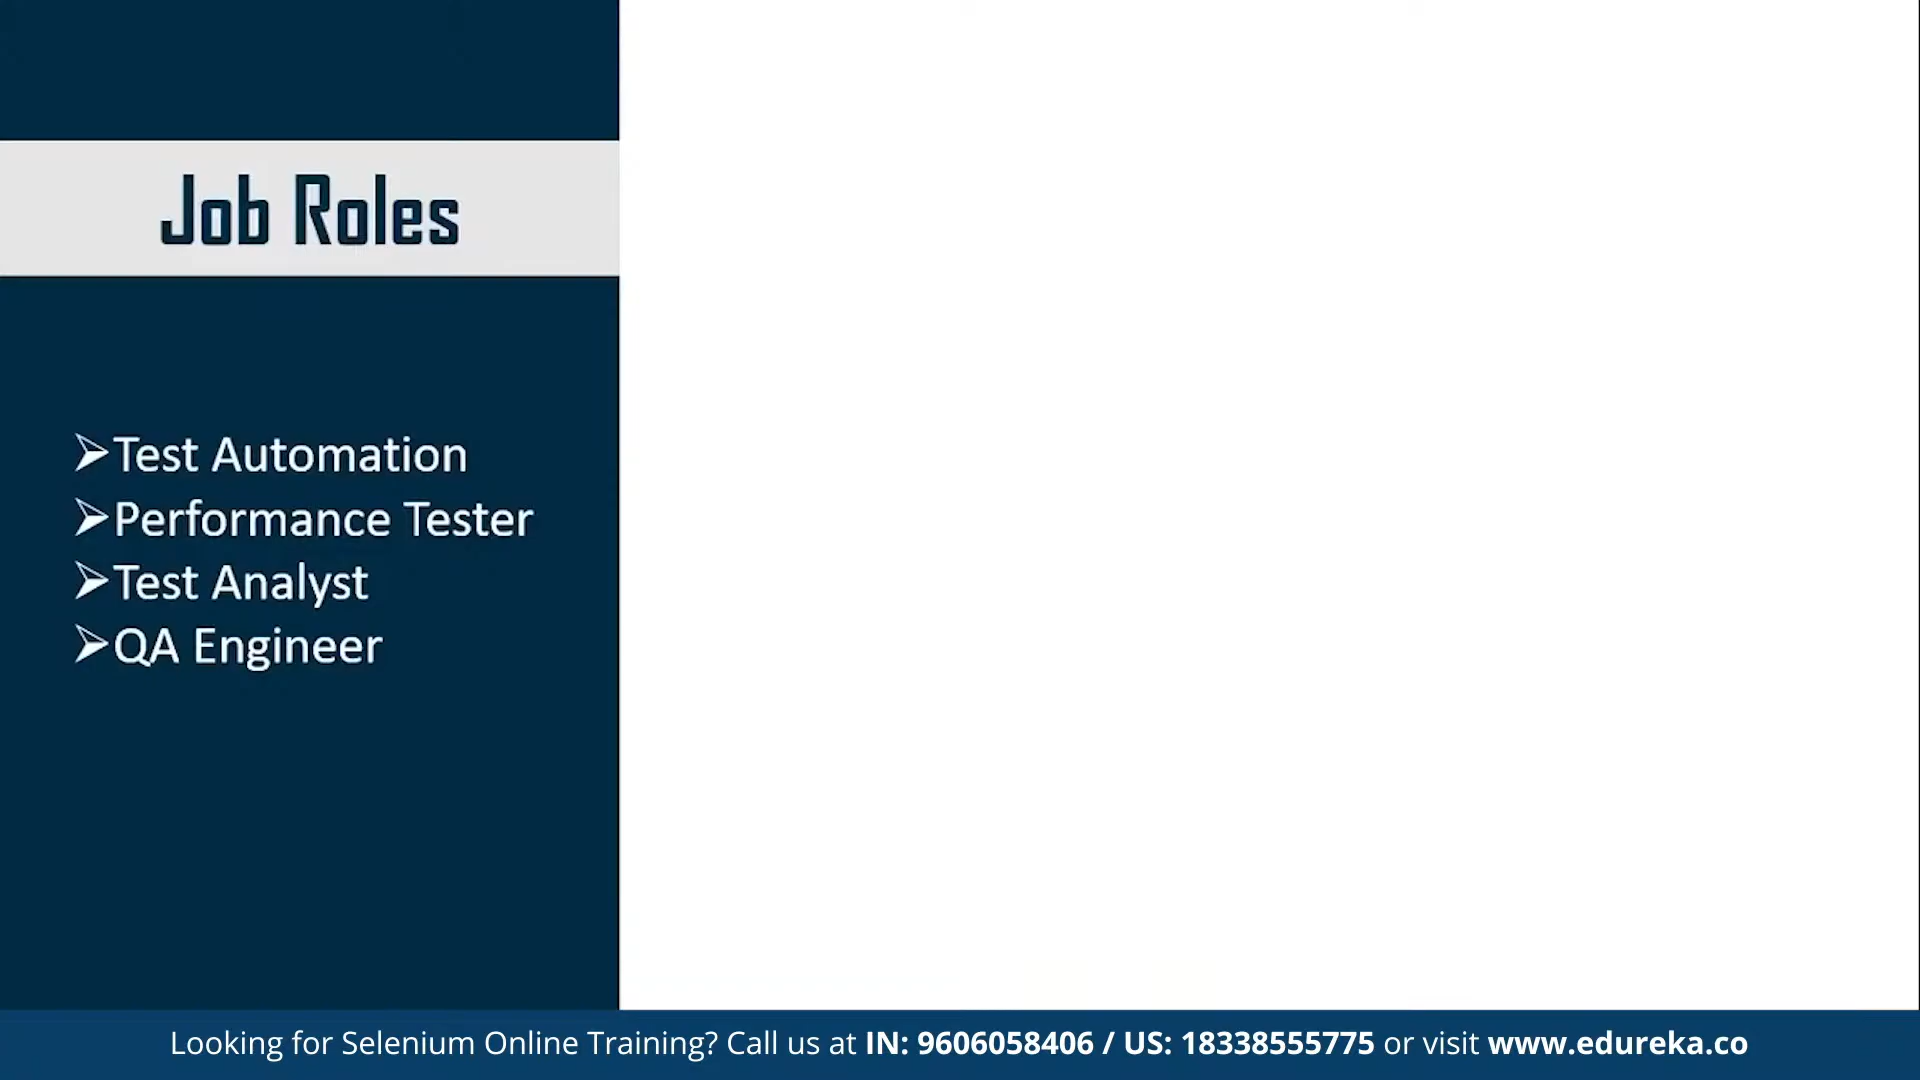 Job Roles
➢Test Automation
➢Performance Tester
➢Test Analyst
➢QA Engineer
Looking for Selenium Online Training? Call us at IN: 9606058406 / US: 18338555775 or visit www.edureka.co